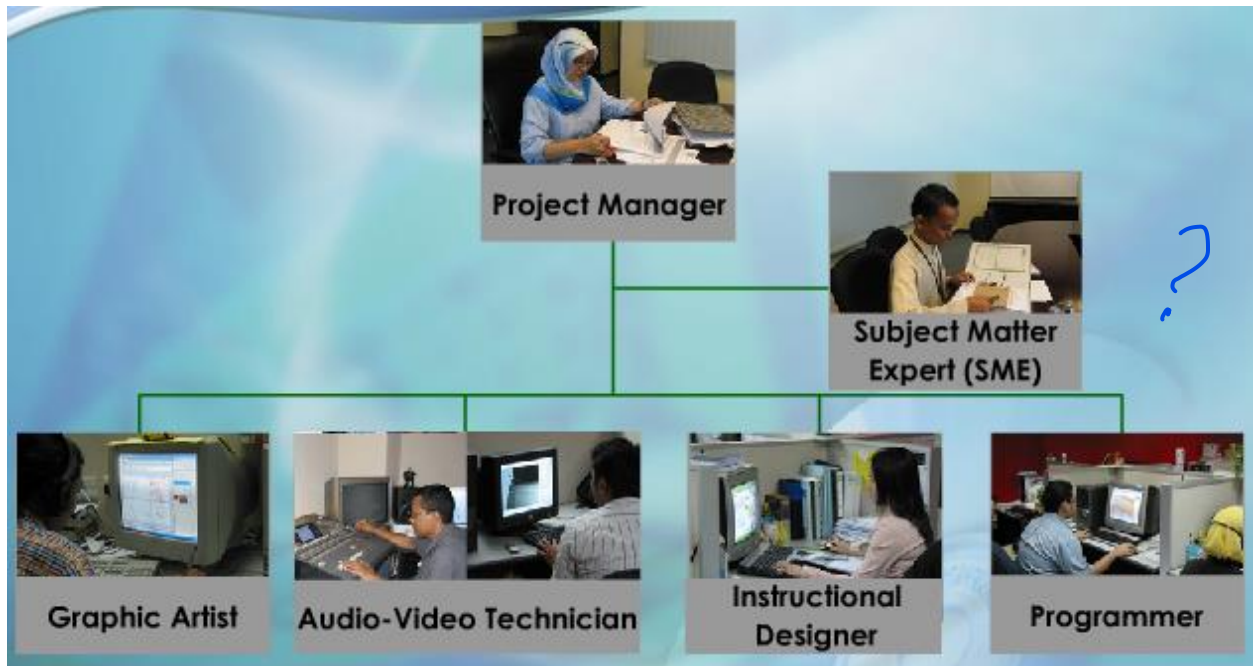 Project Manager
Subject Matter
Expert (SME)
?
Graphic Artist
Audio-Video Technician
Instructional
Designer
Programmer